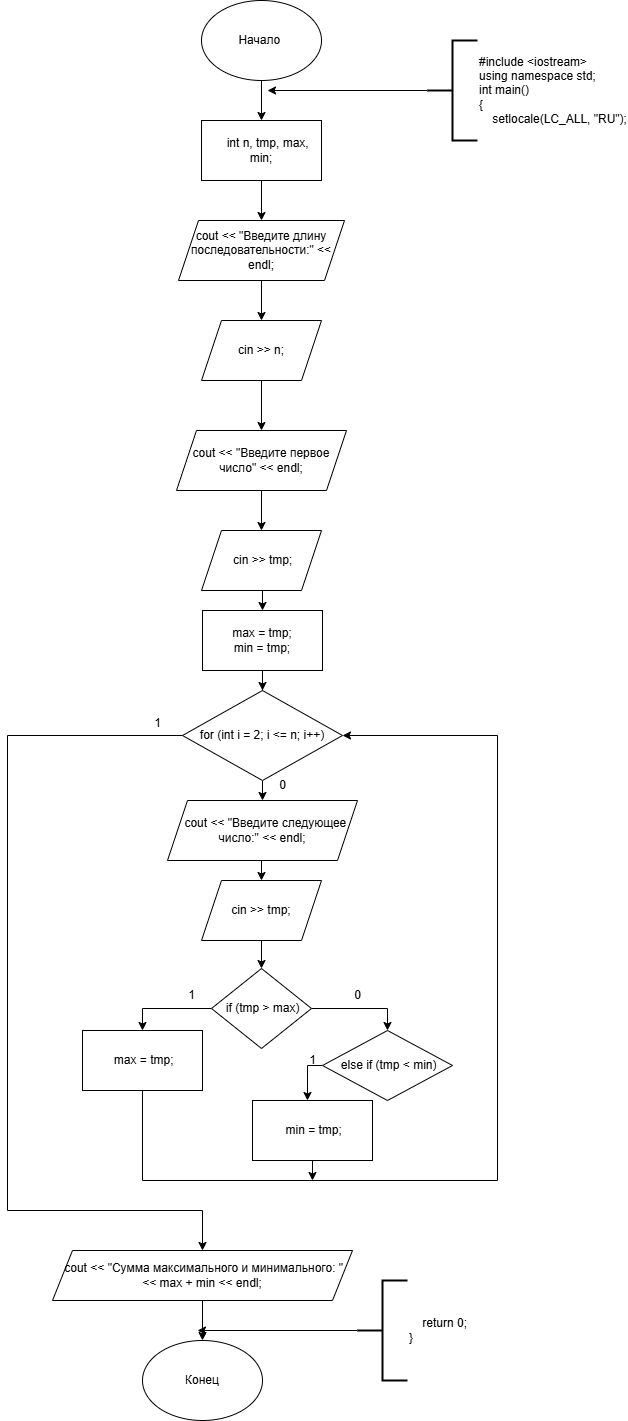 Начало
#include <iostream>
using namespace std;
int main()
{
setlocale(LC_ALL, "RU");
int n, tmp, max,
min;
cout << "Введите длину
последовательности:" <<
endl;
cin >> n;
cout << "Введите первое
число" << endl;
cin >> tmp;
max = tmp;
min = tmp;
1
for (int i = 2; i <= n; i++)
0
cout << "Введите следующее
число:" << endl;
cin >> tmp;
1
if (tmp > max)
0
max = tmp;
1
else if (tmp < min)
min = tmp;
cout << "Сумма максимального и минимального: "
<< max + min << endl;
return 0;
}
Конец